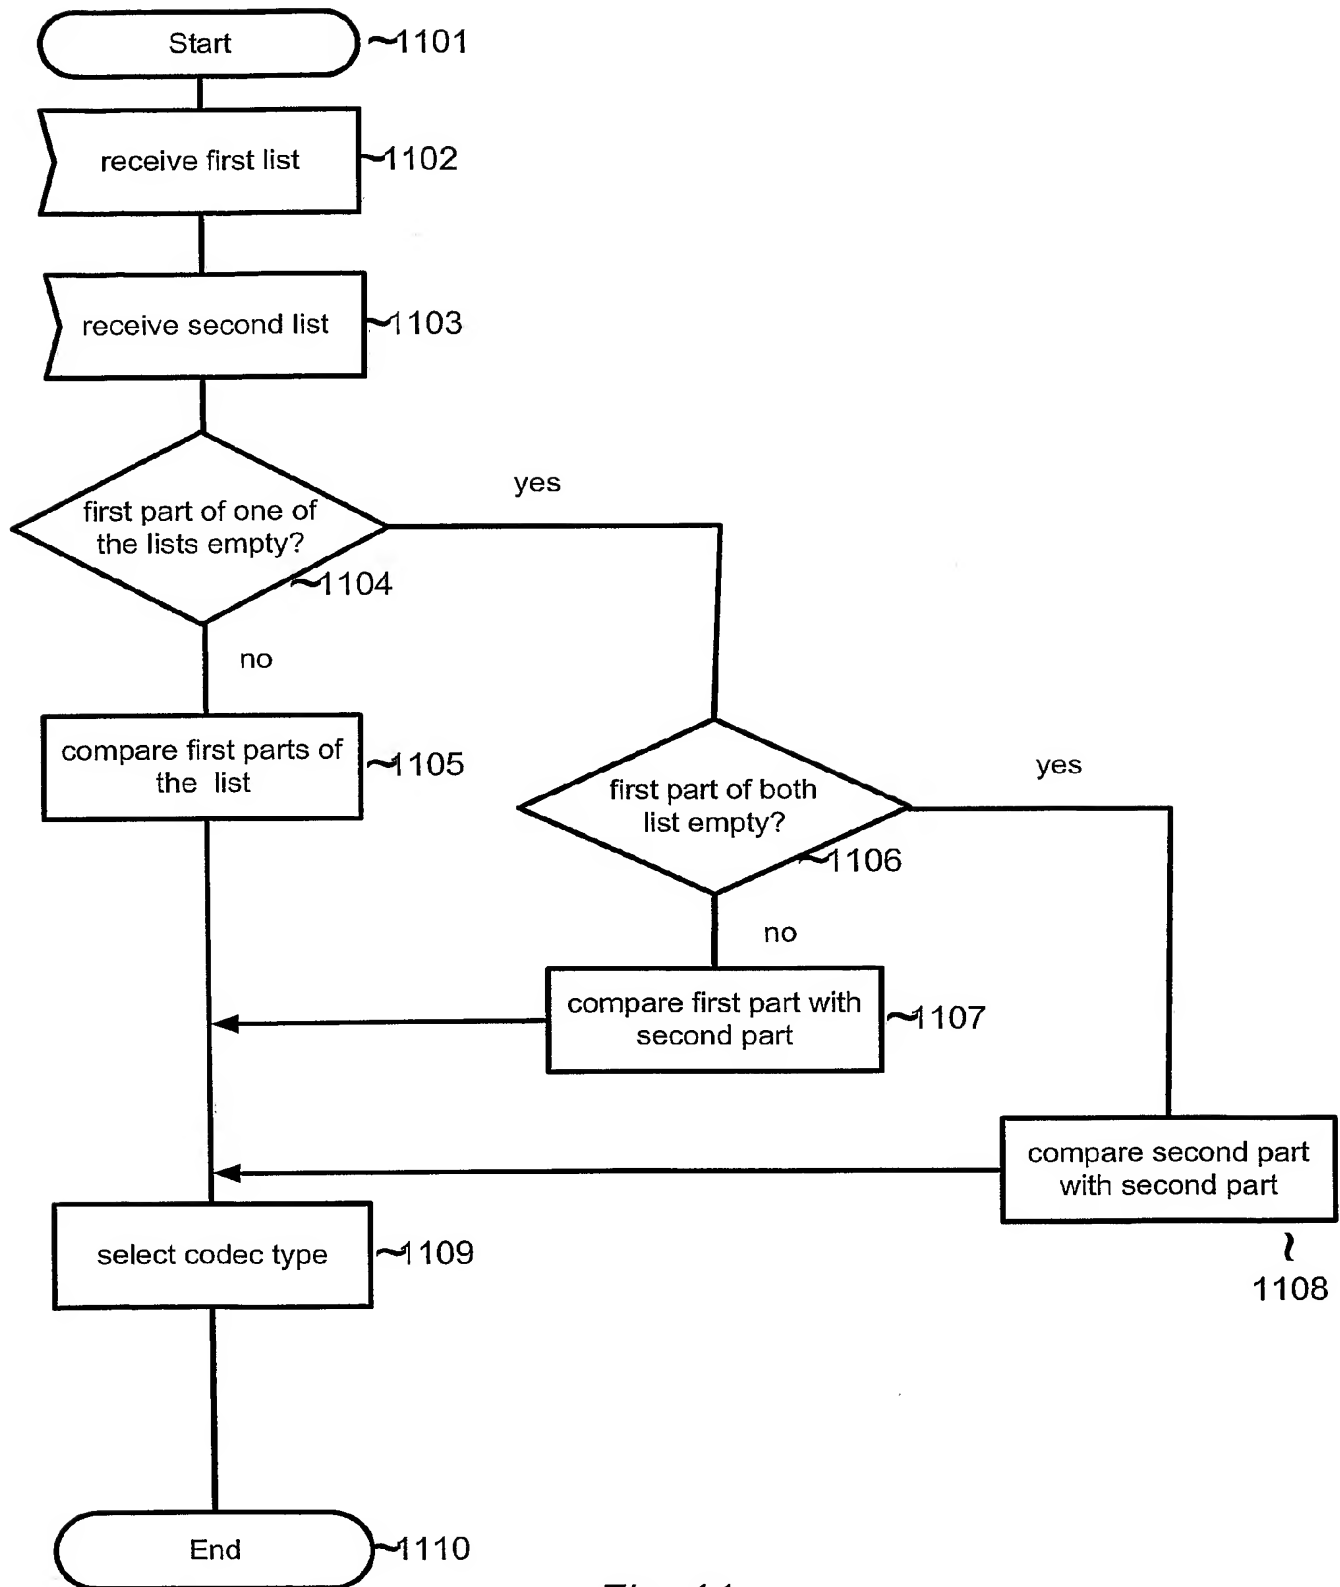 Start
~1101
receive first list
~1102
receive second list
~1103
first part of one of
the lists empty?
~1104
yes
no
compare first parts of
the list
~1105
first part of both
list empty?
~1106
yes
no
compare first part with
second part
~1107
compare second part
with second part
~
1108
select codec type
~1109
End
~1110